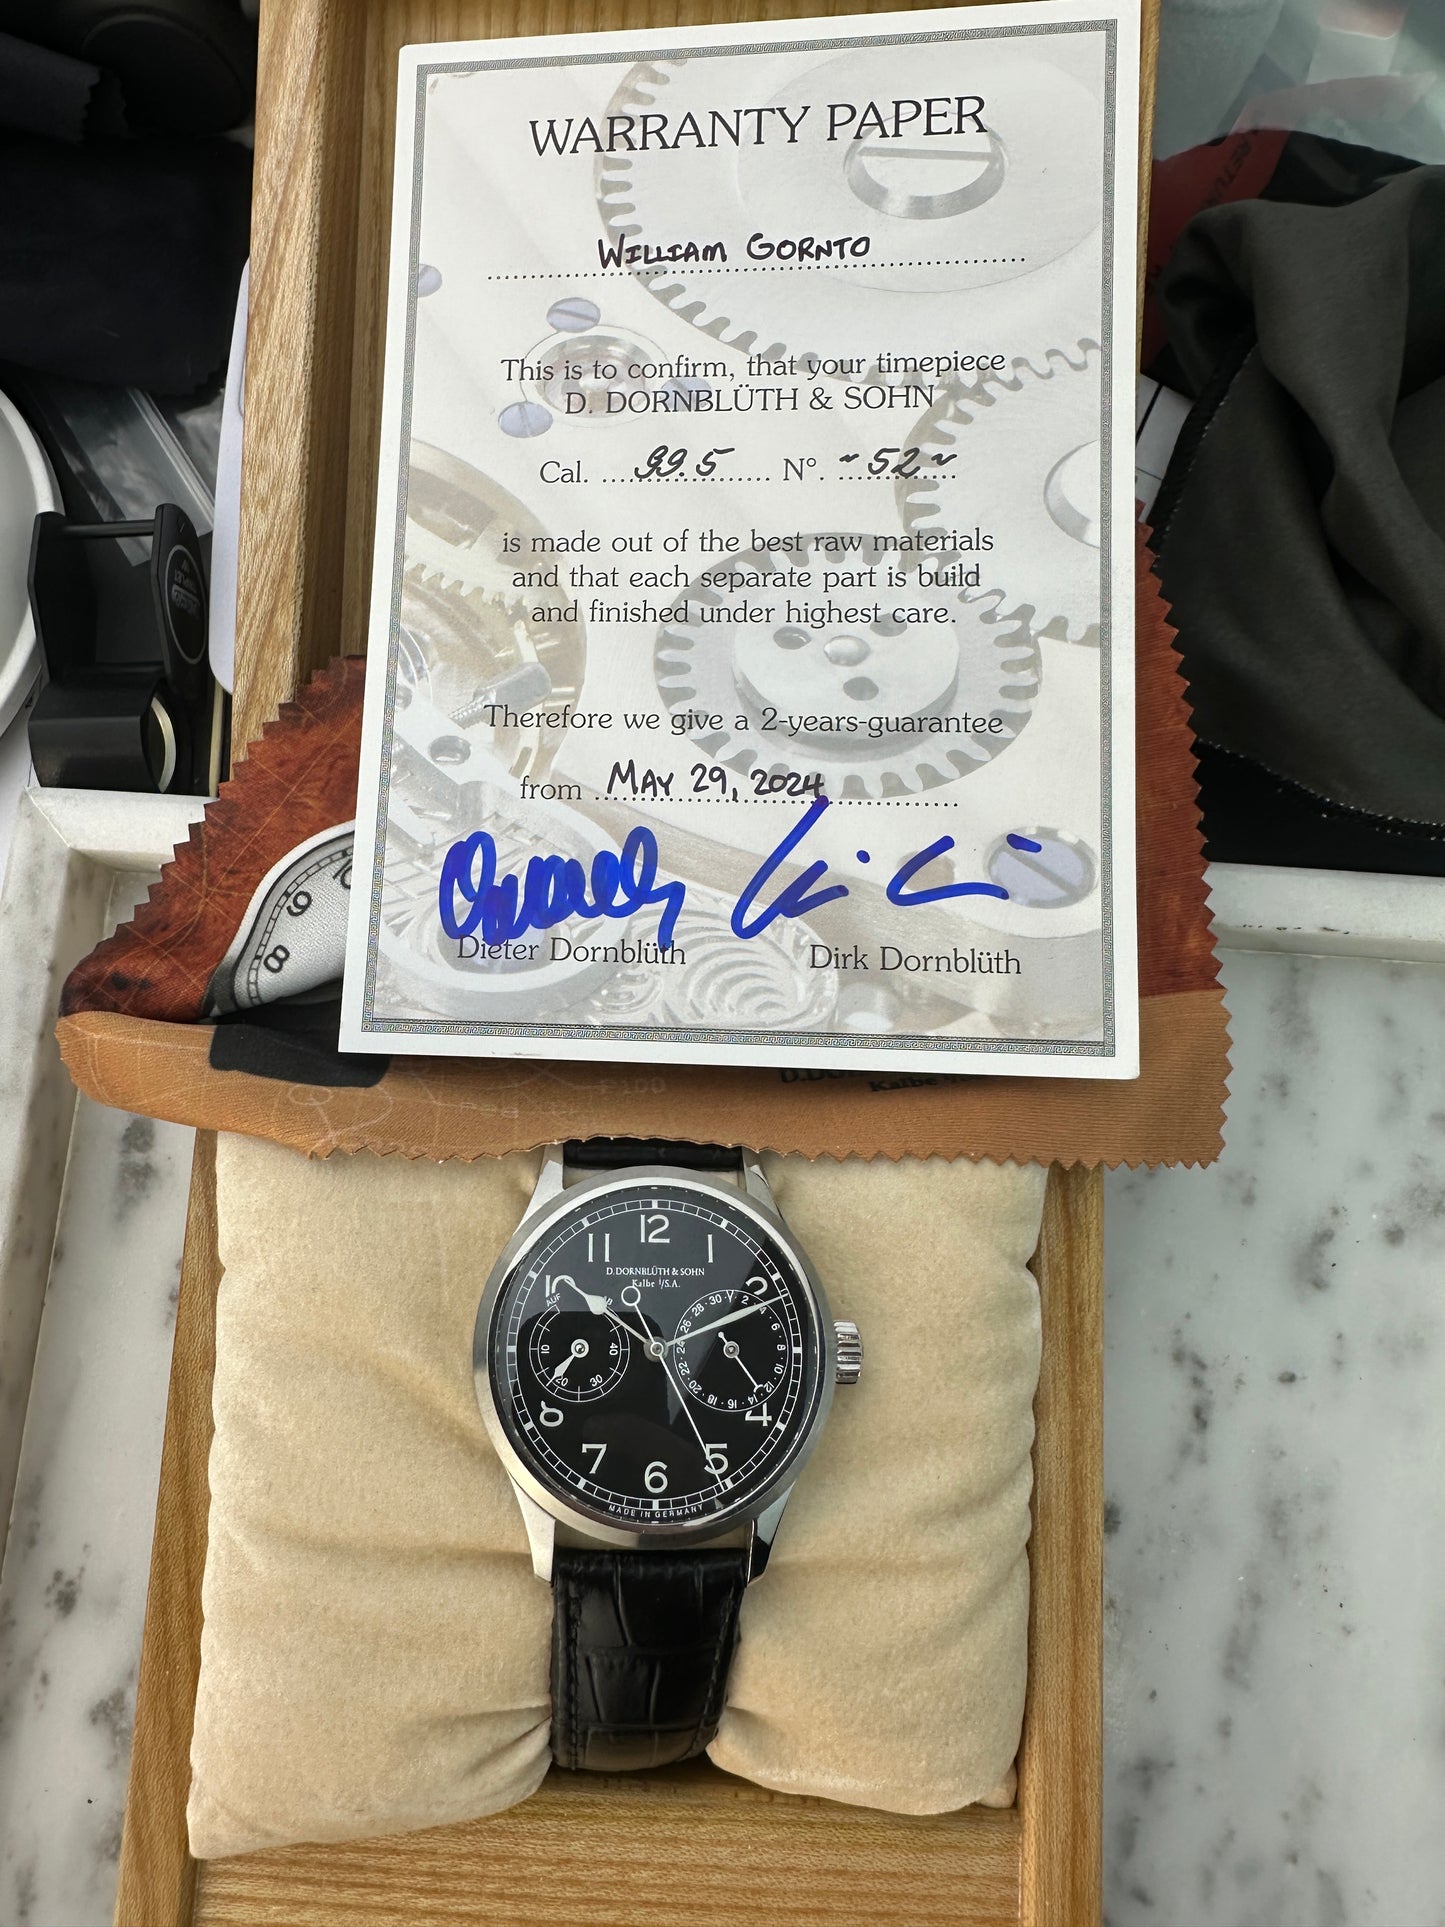 WARRANTY PAPER
WILLIAM GORNTO
This is to confirm, that your timepiece
D. DORNBLÜTH & SOHN
Cal. 99.5 N°. ~52~
is made out of the best raw materials
and that each separate part is build
and finished under highest care.
Therefore we give a 2-years-guarantee
from MAY 29, 2024
Dieter Dornblüth Dirk Dornblüth
9
8
12
11 1
D.DORNBLÜTH & SOHN
Kalbe I/S.A.
10 2
AUF AB
10 20 30 40
2 4 6 8 10 12 14 16 18 20 22 24 26 28 30
8 4
7 5
6
MADE IN GERMANY